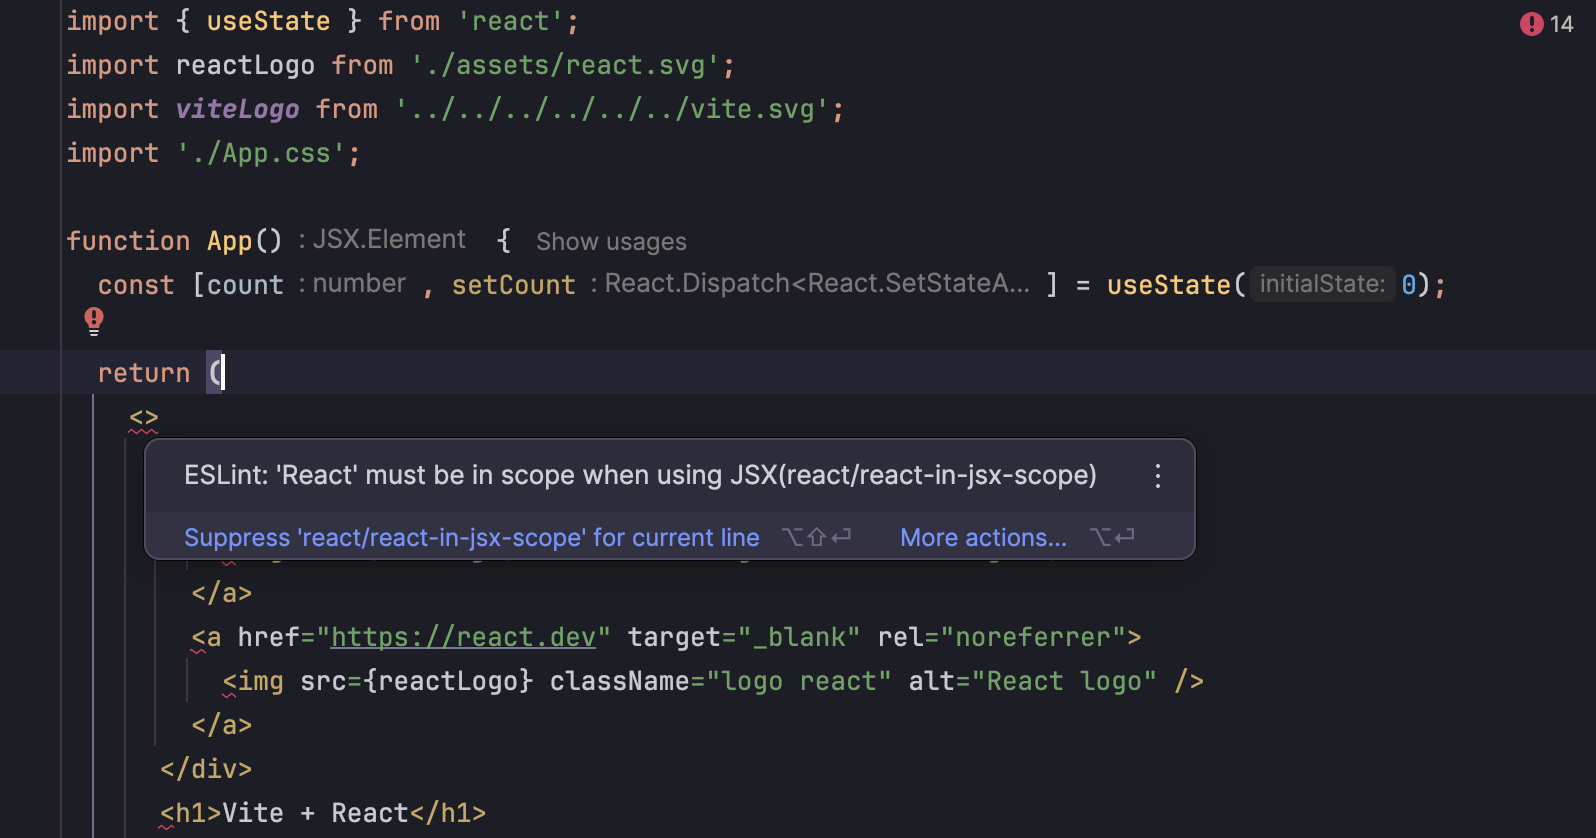 import { useState } from 'react';
14
import reactLogo from './assets/react.svg';
import viteLogo from '../../../../../../vite.svg';
import './App.css';
function App() : JSX.Element { Show usages
const [count : number , setCount : React.Dispatch<React.SetStateA... ] = useState( initialState: 0);
return (
<>
ESLint: 'React' must be in scope when using JSX(react/react-in-jsx-scope)
Suppress 'react/react-in-jsx-scope' for current line ⌥⇧⏎ More actions... ⌥⏎
</a>
<a href="https://react.dev" target="_blank" rel="noreferrer">
<img src={reactLogo} className="logo react" alt="React logo" />
</a>
</div>
<h1>Vite + React</h1>